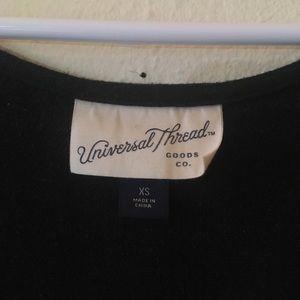 Universal Thread™
GOODS
CO.
XS
MADE IN
CHINA